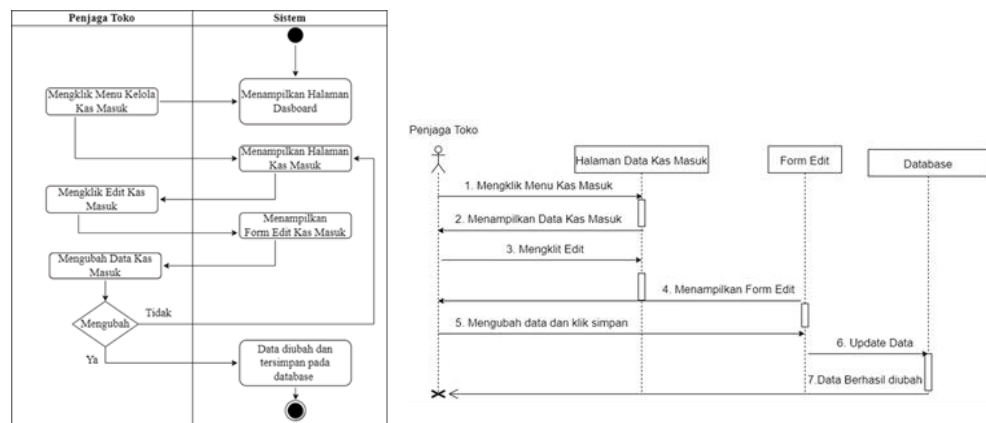 Penjaga Toko
Sistem
Mengklik Menu Kelola
Kas Masuk
Menampilkan Halaman
Dasboard
Menampilkan Halaman
Kas Masuk
Mengklik Edit Kas
Masuk
Menampilkan
Form Edit Kas Masuk
Mengubah Data Kas
Masuk
Mengubah
Tidak
Ya
Data diubah dan
tersimpan pada
database
Penjaga Toko
Halaman Data Kas Masuk
Form Edit
Database
1. Mengklik Menu Kas Masuk
2. Menampilkan Data Kas Masuk
3. Mengklit Edit
4. Menampilkan Form Edit
5. Mengubah data dan klik simpan
6. Update Data
7.Data Berhasil diubah